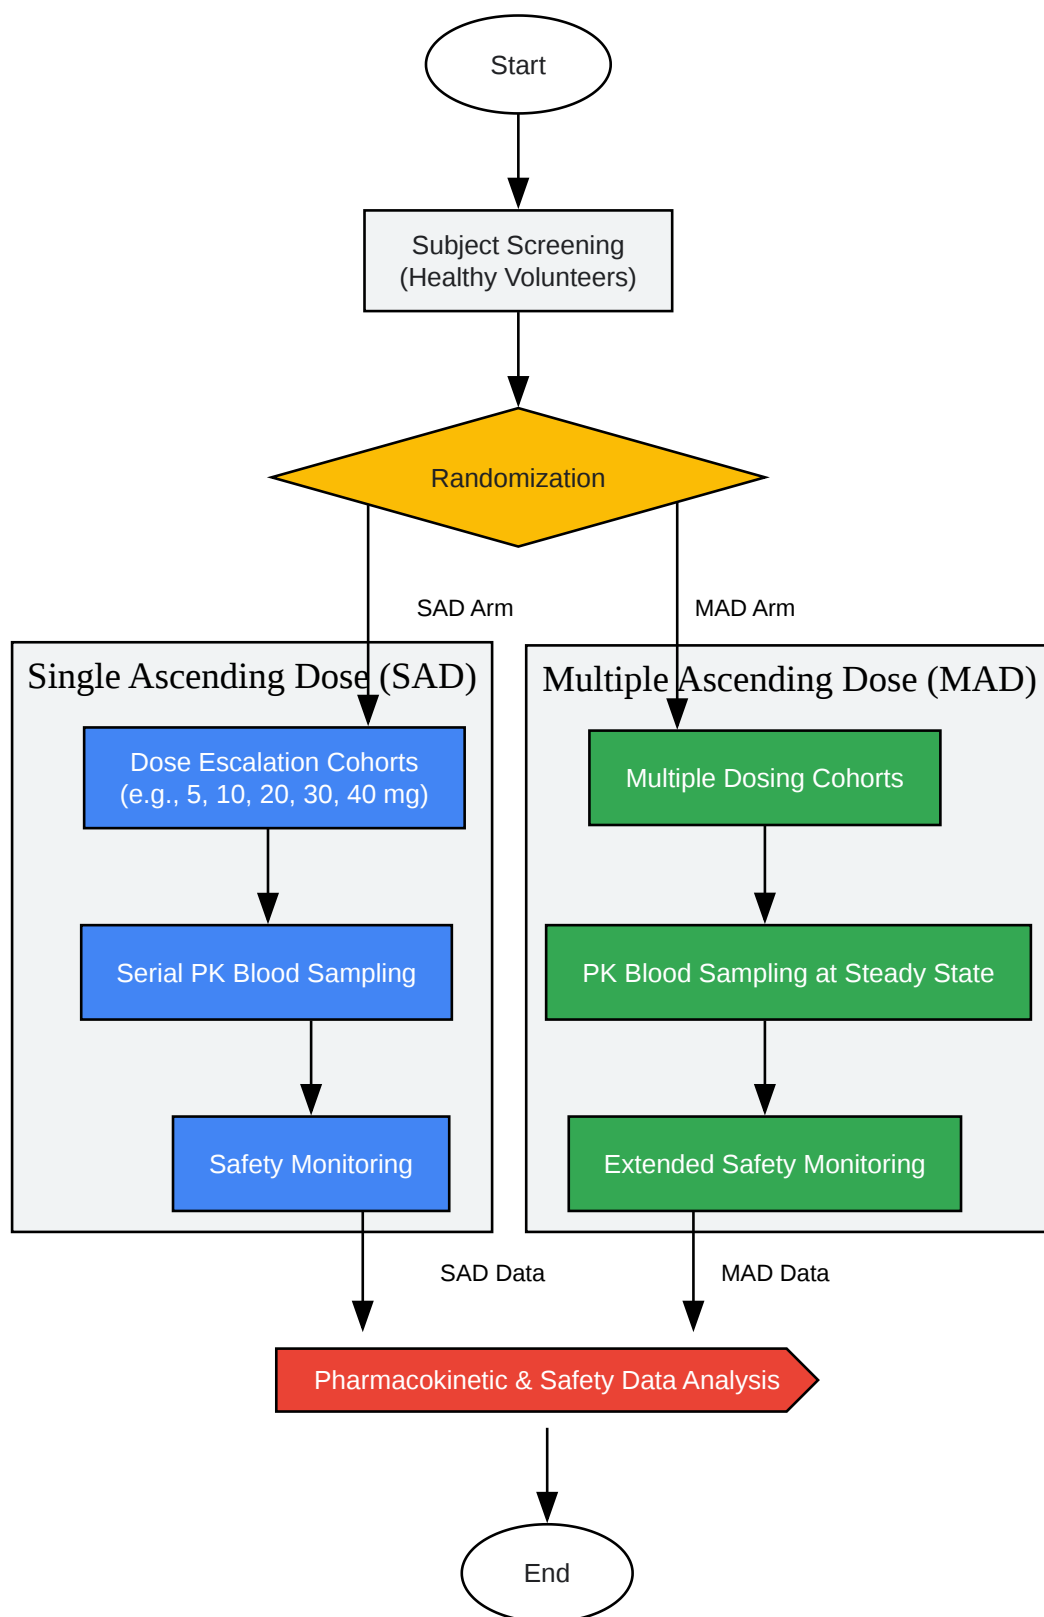 Start
Subject Screening
(Healthy Volunteers)
Randomization
SAD Arm
MAD Arm
Single Ascending Dose (SAD)
Dose Escalation Cohorts
(e.g., 5, 10, 20, 30, 40 mg)
Serial PK Blood Sampling
Safety Monitoring
Multiple Ascending Dose (MAD)
Multiple Dosing Cohorts
PK Blood Sampling at Steady State
Extended Safety Monitoring
SAD Data
MAD Data
Pharmacokinetic & Safety Data Analysis
End